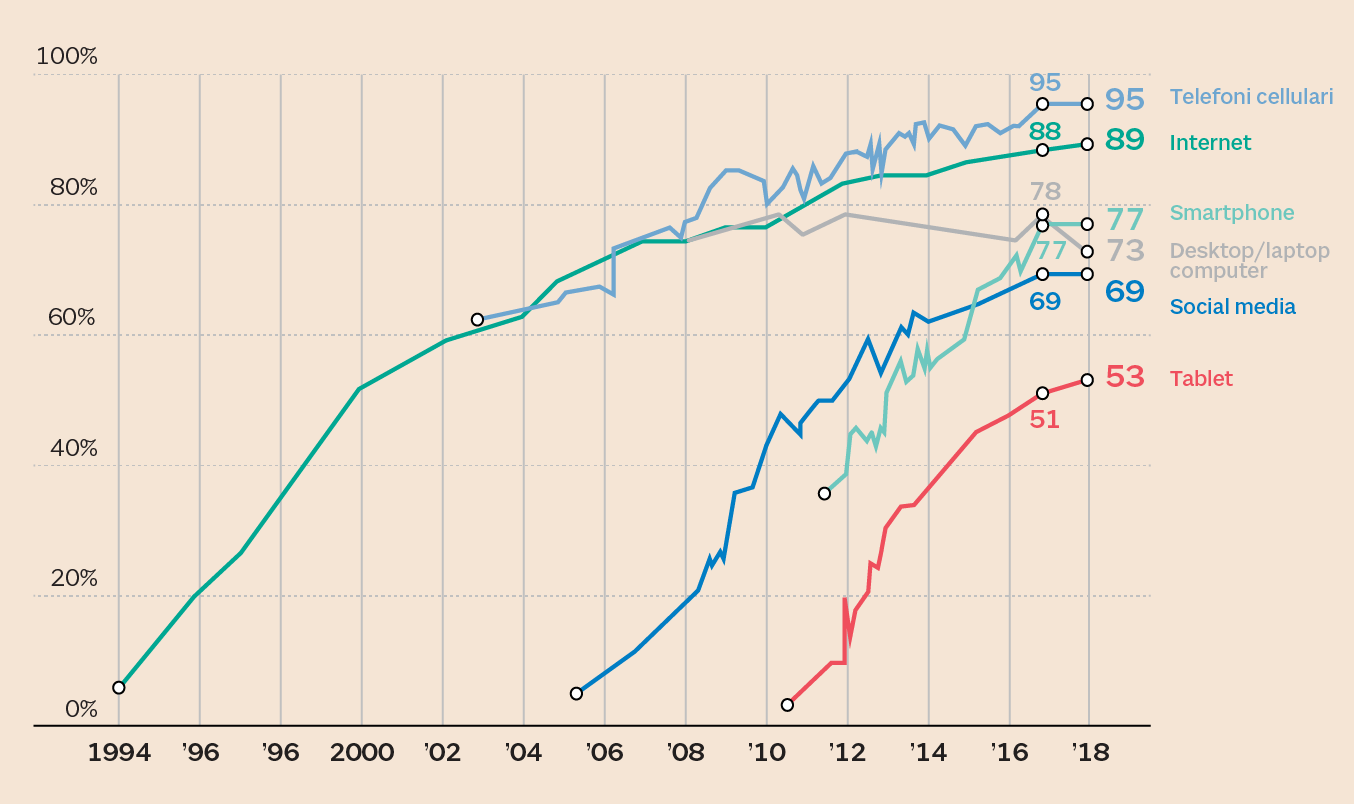 100%
80%
60%
40%
20%
0%
1994 ’96 ’96 2000 ’02 ’04 ’06 ’08 ’10 ’12 ’14 ’16 ’18
95
88
78
77
69
51
95 Telefoni cellulari
89 Internet
77 Smartphone
73 Desktop/laptop
computer
69 Social media
53 Tablet